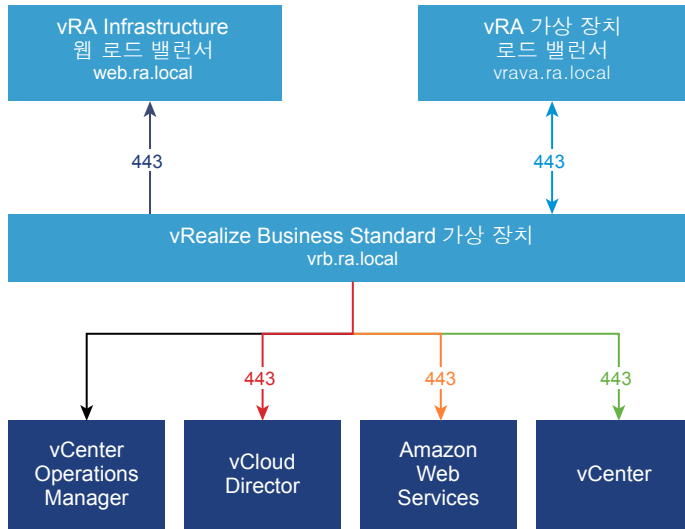 vRA Infrastructure
웹 로드 밸런서
web.ra.local
vRA 가상 장치
로드 밸런서
vrava.ra.local
443
443
vRealize Business Standard 가상 장치
vrb.ra.local
443
443
443
vCenter
Operations
Manager
vCloud
Director
Amazon
Web
Services
vCenter